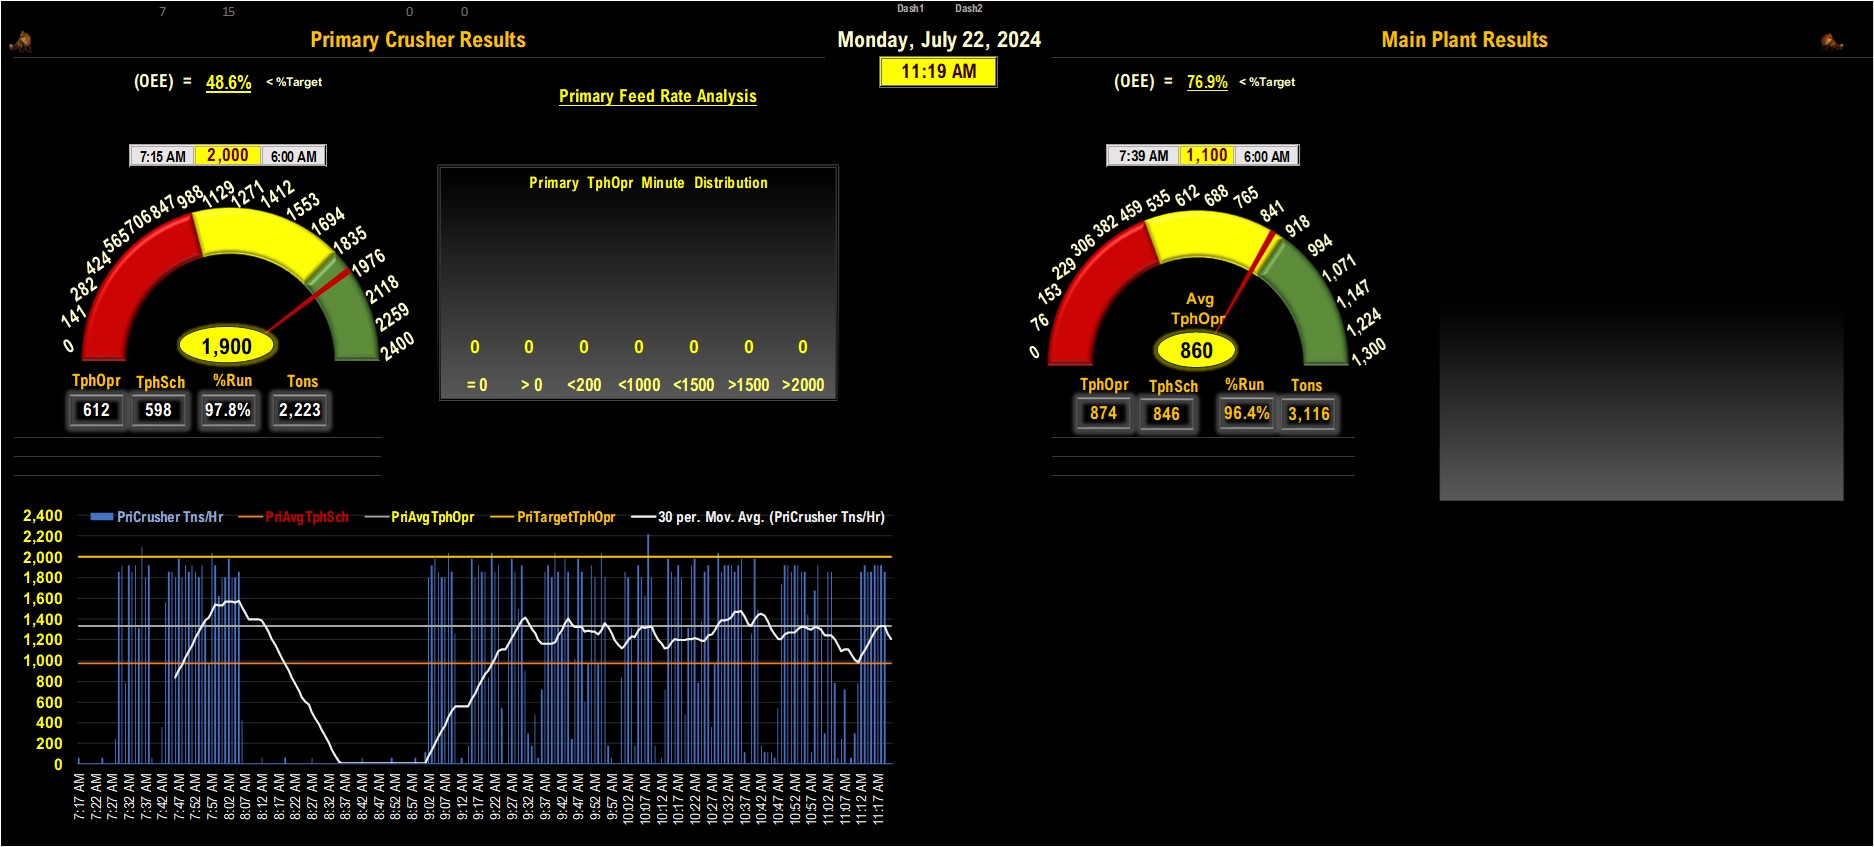 7 15 0 0 Dash1 Dash2
Primary Crusher Results
Monday, July 22, 2024
Main Plant Results
11:19 AM
(OEE) = 48.6% < %Target
Primary Feed Rate Analysis
(OEE) = 76.9% < %Target
7:15 AM 2,000 6:00 AM
0
141
282
424
565
706
847
988
1129
1271
1412
1553
1694
1835
1976
2118
2259
2400
1,900
TphOpr TphSch %Run Tons
612 598 97.8% 2,223
Primary TphOpr Minute Distribution
0 0 0 0 0 0 0
= 0 > 0 <200 <1000 <1500 >1500 >2000
7:39 AM 1,100 6:00 AM
0
76
153
229
306
382
459
535
612
688
765
841
918
994
1,071
1,147
1,224
1,300
Avg
TphOpr
860
TphOpr TphSch %Run Tons
874 846 96.4% 3,116
PriCrusher Tns/Hr PriAvgTphSch PriAvgTphOpr PriTargetTphOpr 30 per. Mov. Avg. (PriCrusher Tns/Hr)
2,400
2,200
2,000
1,800
1,600
1,400
1,200
1,000
800
600
400
200
0
7:17 AM
7:22 AM
7:27 AM
7:32 AM
7:37 AM
7:42 AM
7:47 AM
7:52 AM
7:57 AM
8:02 AM
8:07 AM
8:12 AM
8:17 AM
8:22 AM
8:27 AM
8:32 AM
8:37 AM
8:42 AM
8:47 AM
8:52 AM
8:57 AM
9:02 AM
9:07 AM
9:12 AM
9:17 AM
9:22 AM
9:27 AM
9:32 AM
9:37 AM
9:42 AM
9:47 AM
9:52 AM
9:57 AM
10:02 AM
10:07 AM
10:12 AM
10:17 AM
10:22 AM
10:27 AM
10:32 AM
10:37 AM
10:42 AM
10:47 AM
10:52 AM
10:57 AM
11:02 AM
11:07 AM
11:12 AM
11:17 AM